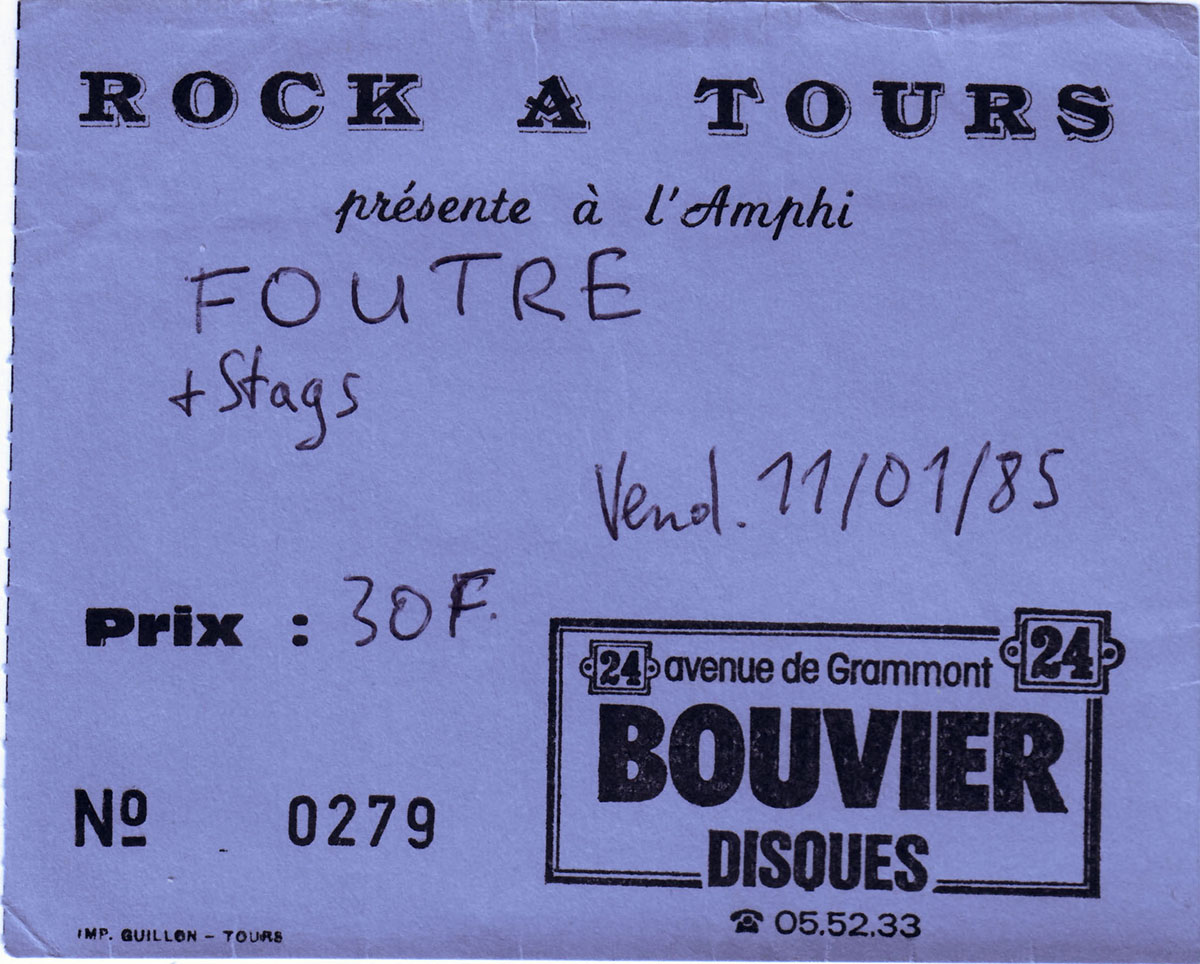 ROCK A TOURS
présente à l'Amphi
FOUTRE
+ Stags
Vend. 11/01/85
Prix : 30 F.
24 avenue de Grammont 24
BOUVIER
DISQUES
☎ 05.52.33
Nº 0279
IMP. GUILLON – TOURS